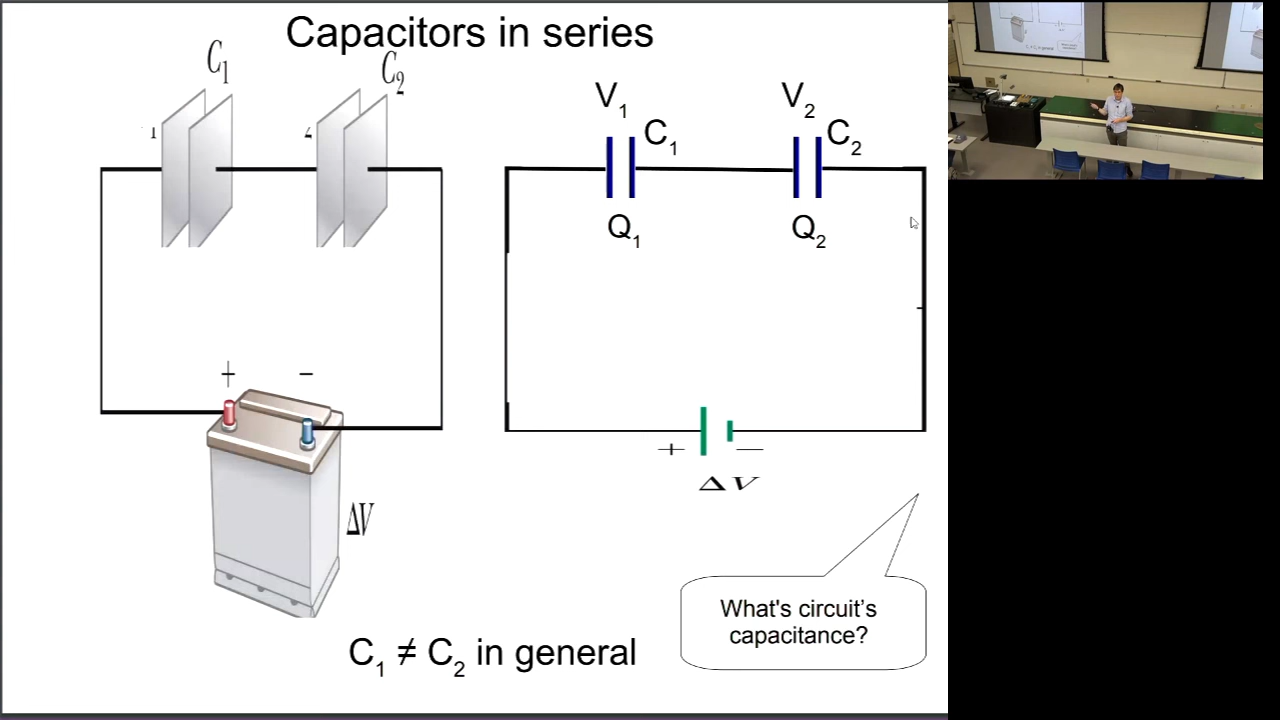 Capacitors in series
C1
C2
+ −
ΔV
V1
V2
C1
C2
Q1
Q2
+ −
ΔV
What's circuit's
capacitance?
C1 ≠ C2 in general